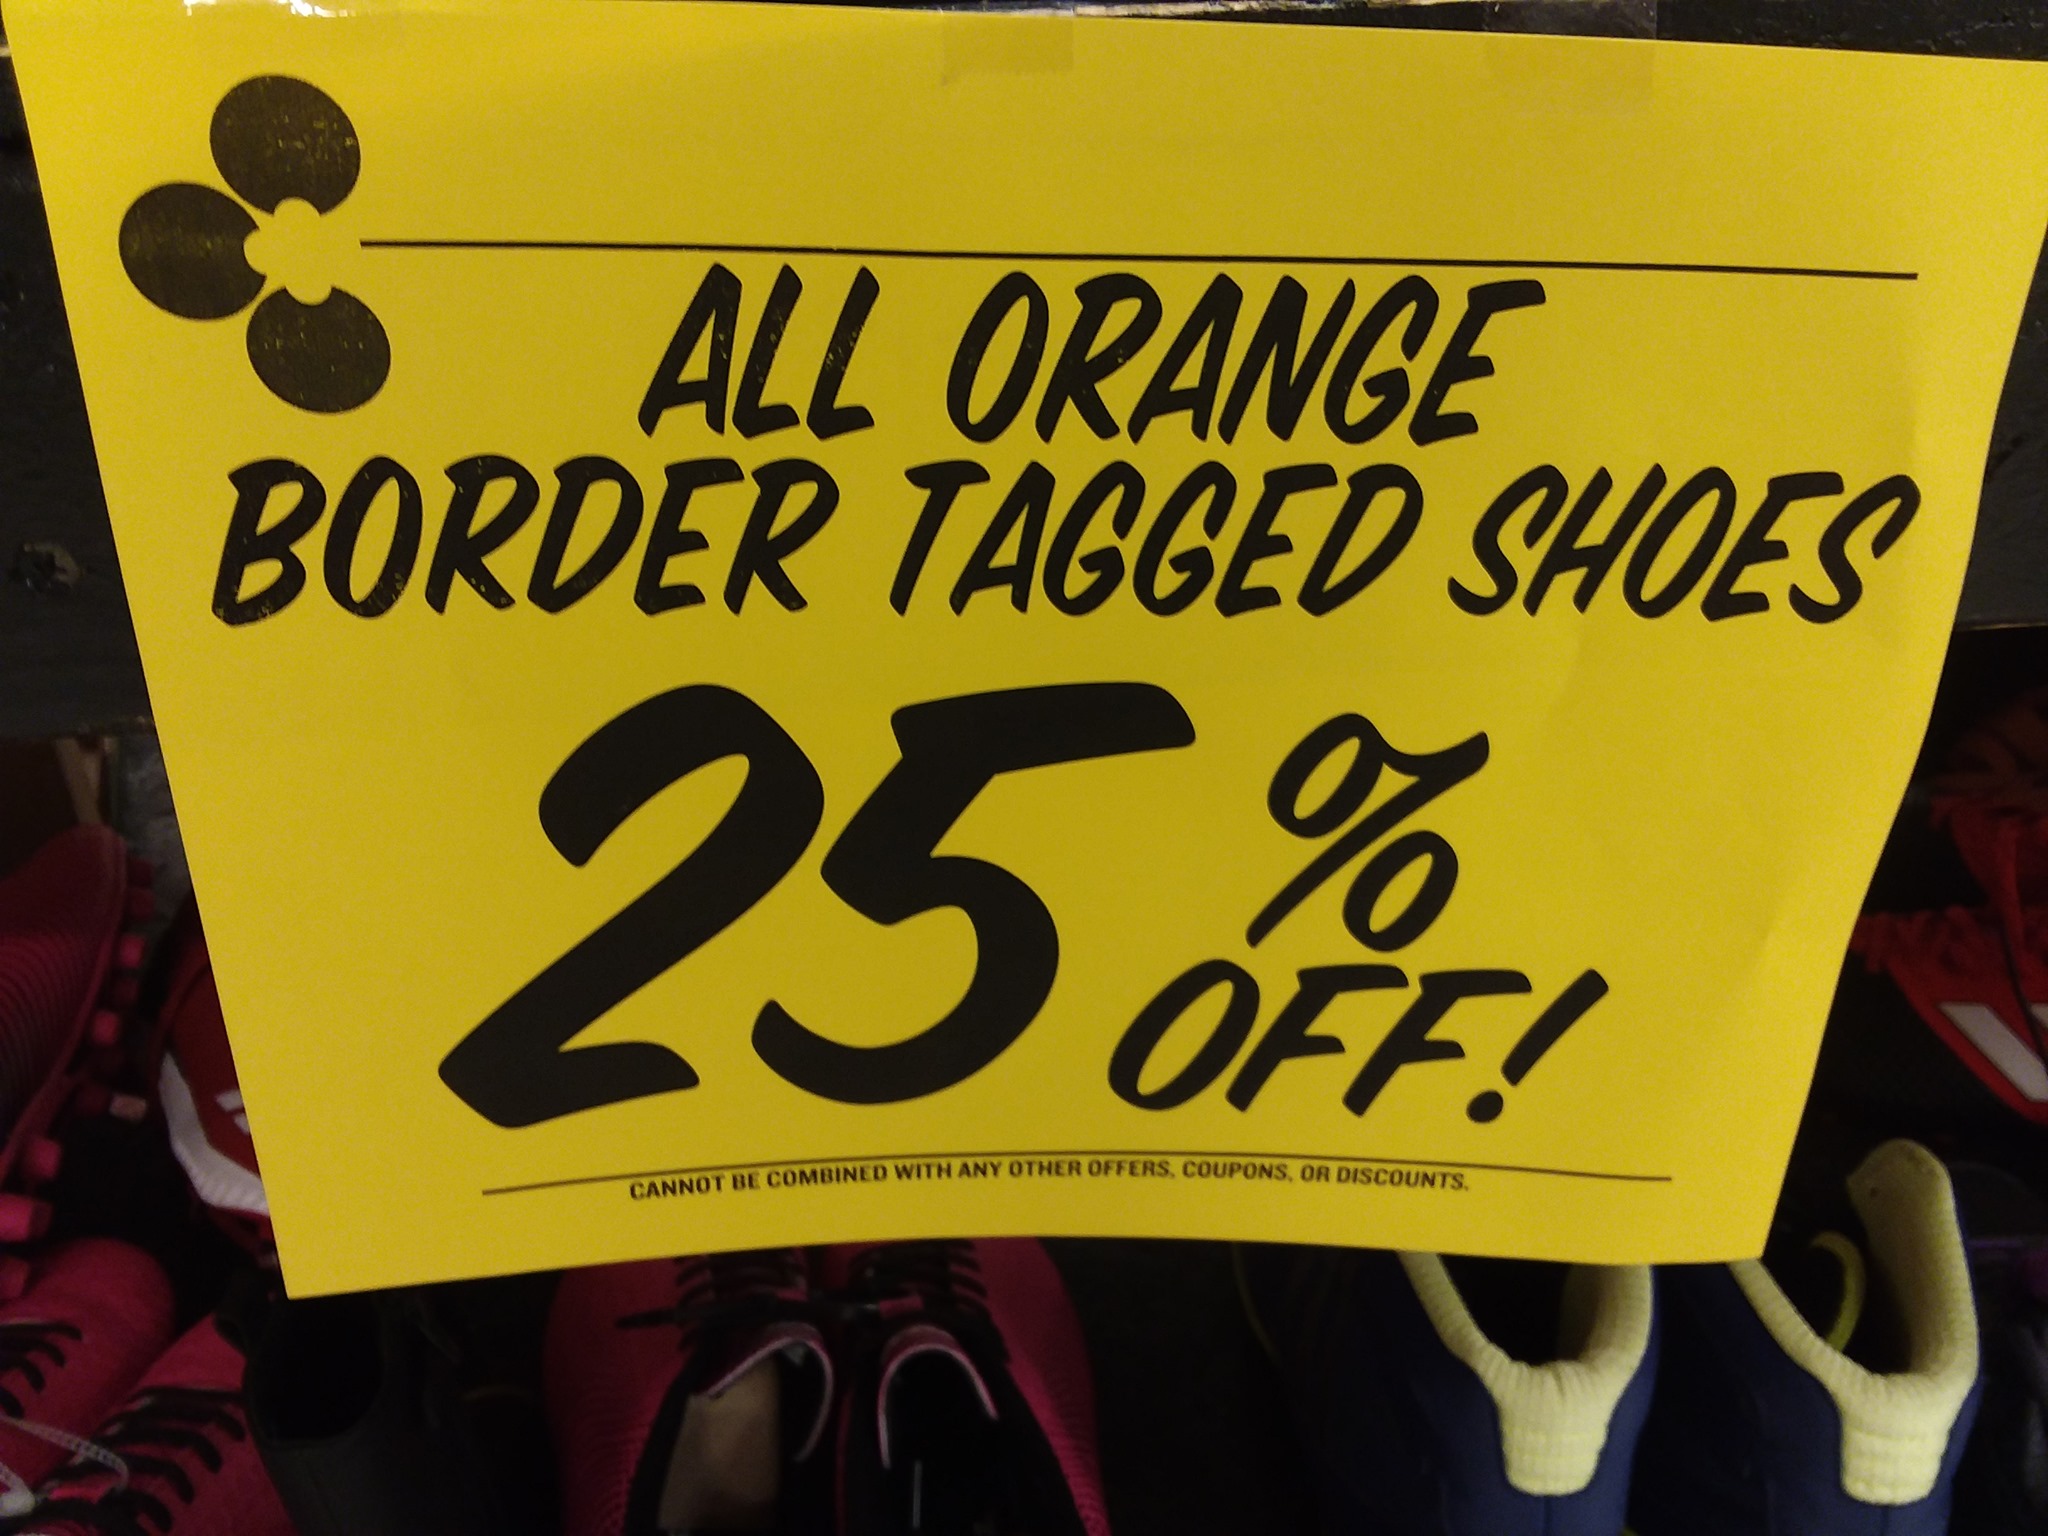 ALL ORANGE
BORDER TAGGED SHOES
25%
OFF!
CANNOT BE COMBINED WITH ANY OTHER OFFERS, COUPONS, OR DISCOUNTS.